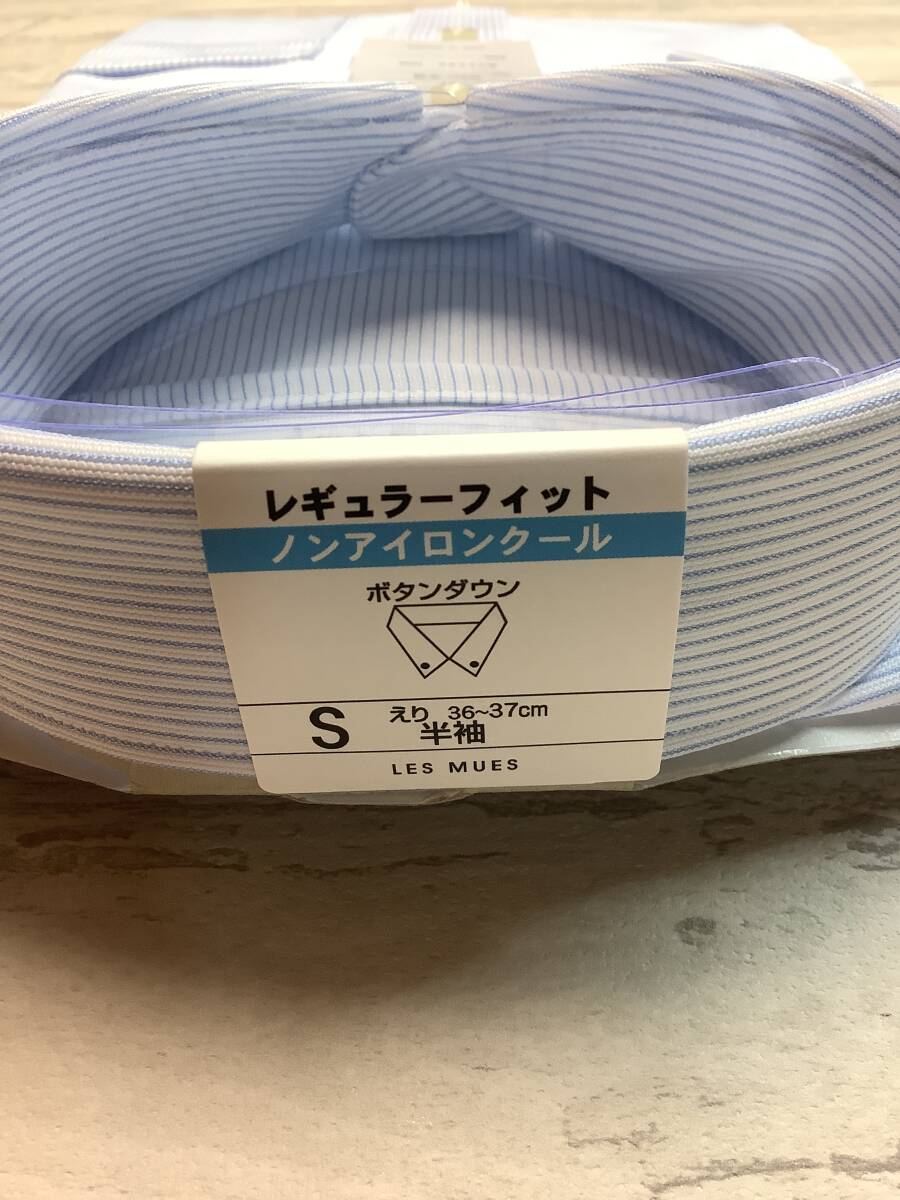 レギュラーフィット
ノンアイロンクール
ボタンダウン
S えり 36~37cm
半袖
LES MUES